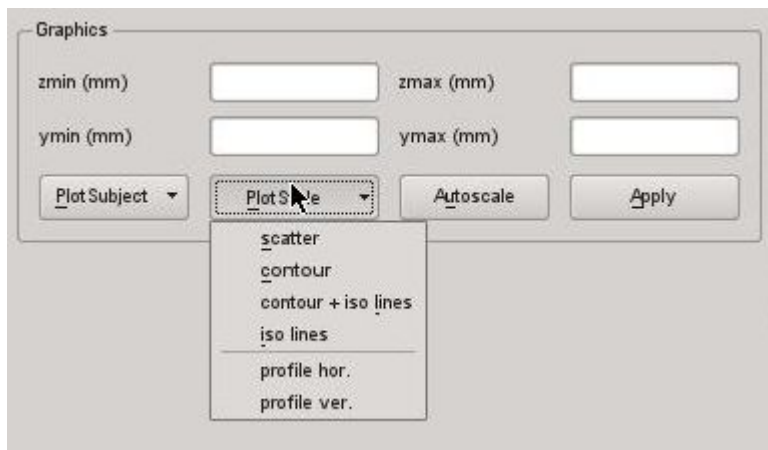 Graphics
zmin (mm) zmax (mm)
ymin (mm) ymax (mm)
Plot Subject Plot Autoscale Apply
scatter
contour
contour + iso lines
iso lines
profile hor.
profile ver.